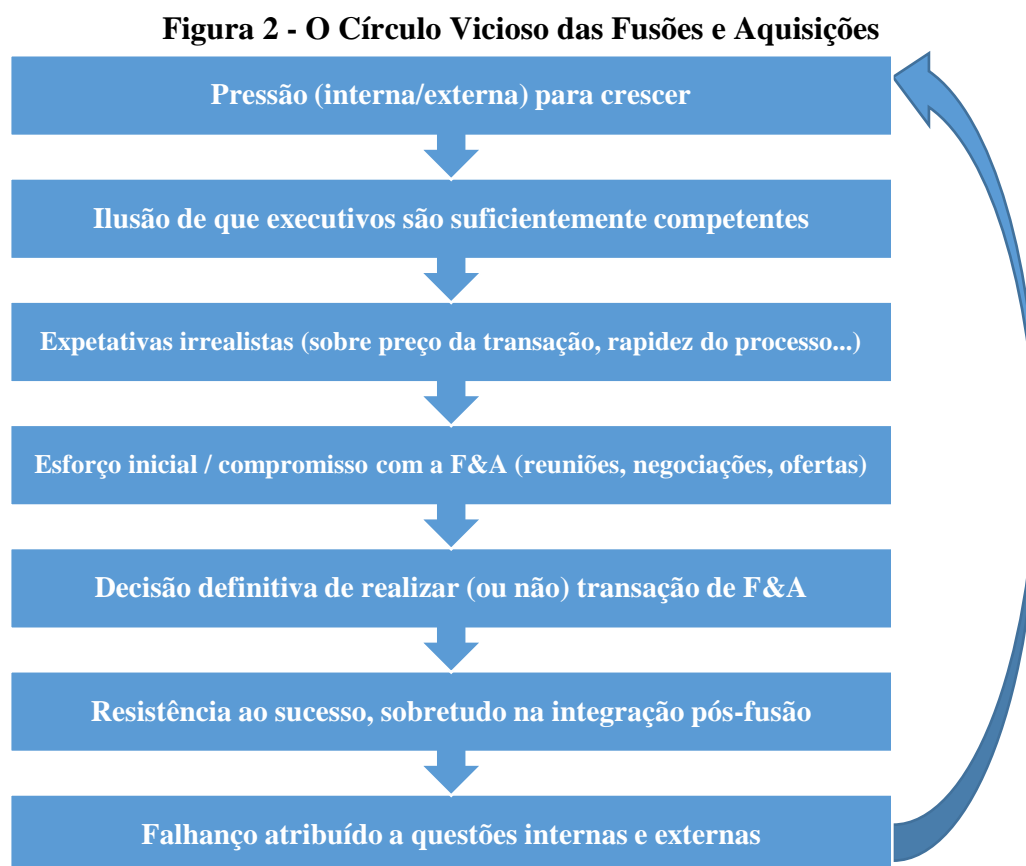 Figura 2 - O Círculo Vicioso das Fusões e Aquisições
Pressão (interna/externa) para crescer
Ilusão de que executivos são suficientemente competentes
Expetativas irrealistas (sobre preço da transação, rapidez do processo...)
Esforço inicial / compromisso com a F&A (reuniões, negociações, ofertas)
Decisão definitiva de realizar (ou não) transação de F&A
Resistência ao sucesso, sobretudo na integração pós-fusão
Falhanço atribuído a questões internas e externas